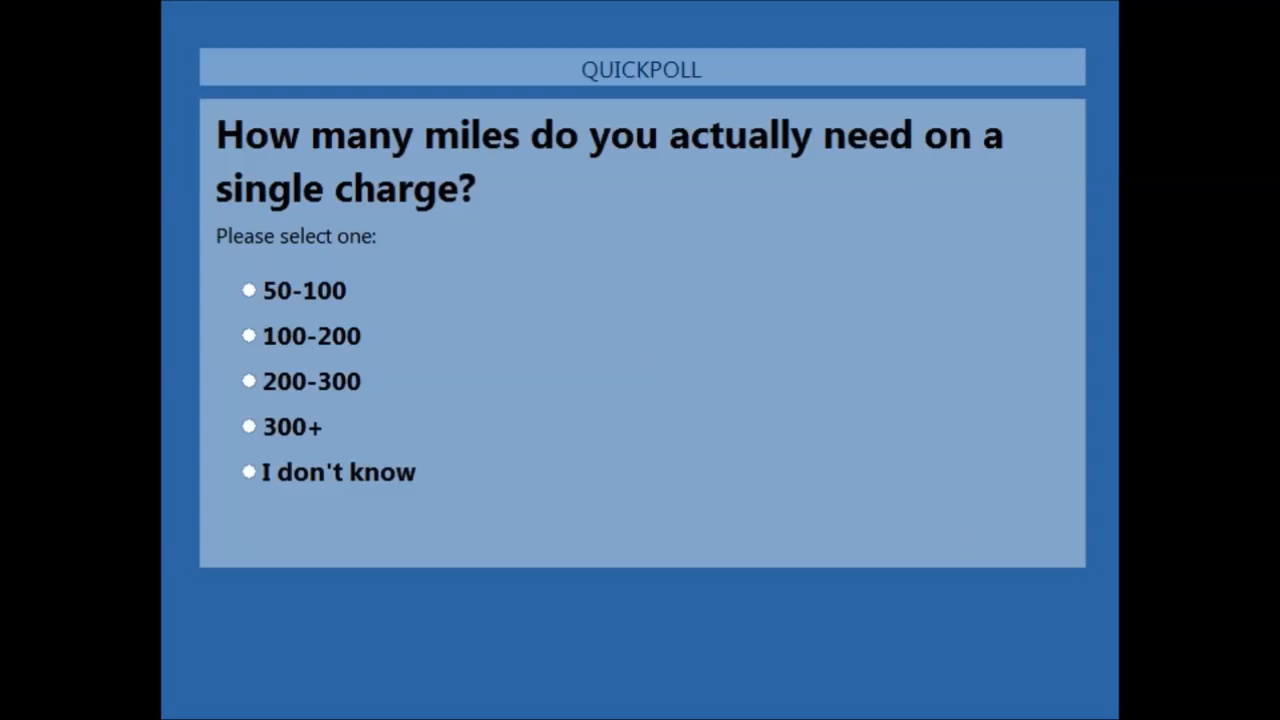 QUICKPOLL
How many miles do you actually need on a
single charge?
Please select one:
50-100
100-200
200-300
300+
I don't know